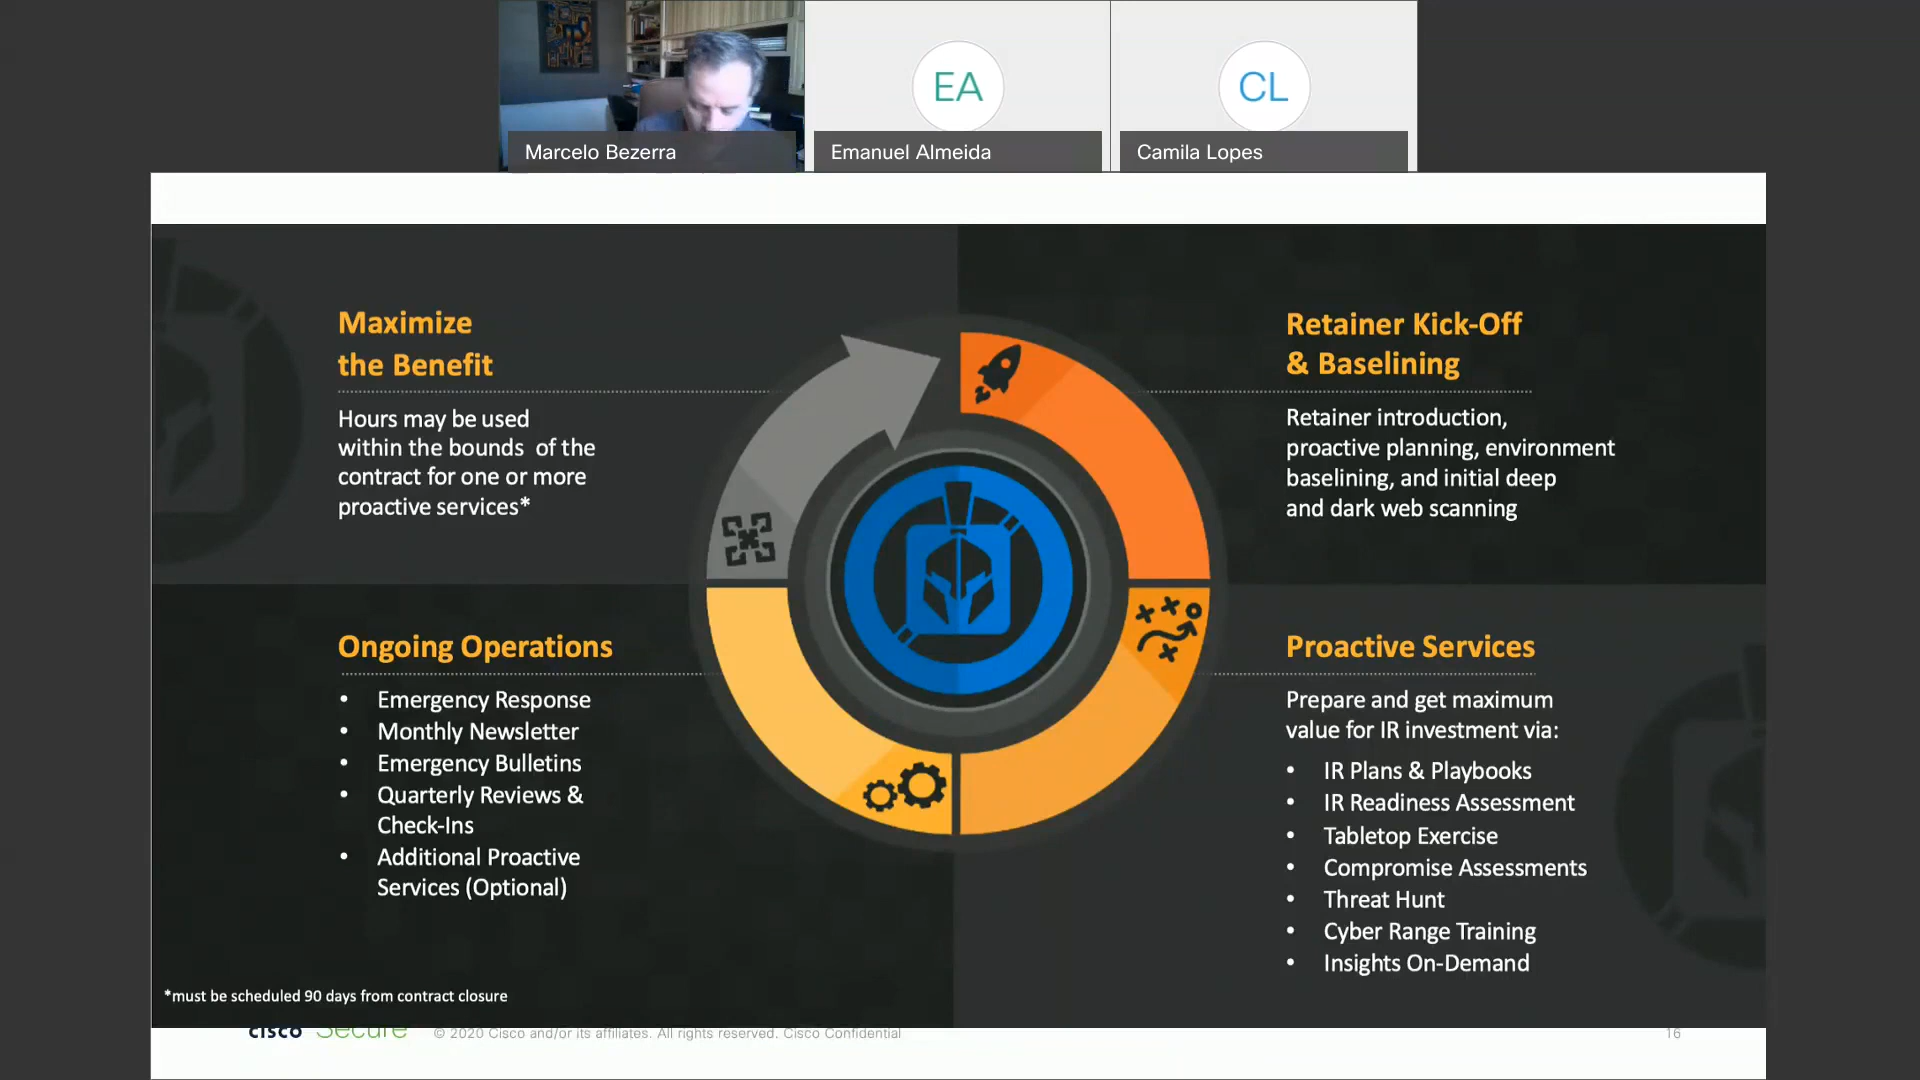 EA
CL
Marcelo Bezerra
Emanuel Almeida
Camila Lopes
Maximize
the Benefit
Hours may be used
within the bounds of the
contract for one or more
proactive services*
Retainer Kick-Off
& Baselining
Retainer introduction,
proactive planning, environment
baselining, and initial deep
and dark web scanning
Ongoing Operations
• Emergency Response
• Monthly Newsletter
• Emergency Bulletins
• Quarterly Reviews &
Check-Ins
• Additional Proactive
Services (Optional)
Proactive Services
Prepare and get maximum
value for IR investment via:
• IR Plans & Playbooks
• IR Readiness Assessment
• Tabletop Exercise
• Compromise Assessments
• Threat Hunt
• Cyber Range Training
• Insights On-Demand
*must be scheduled 90 days from contract closure
cisco Secure © 2020 Cisco and/or its affiliates. All rights reserved. Cisco Confidential
16